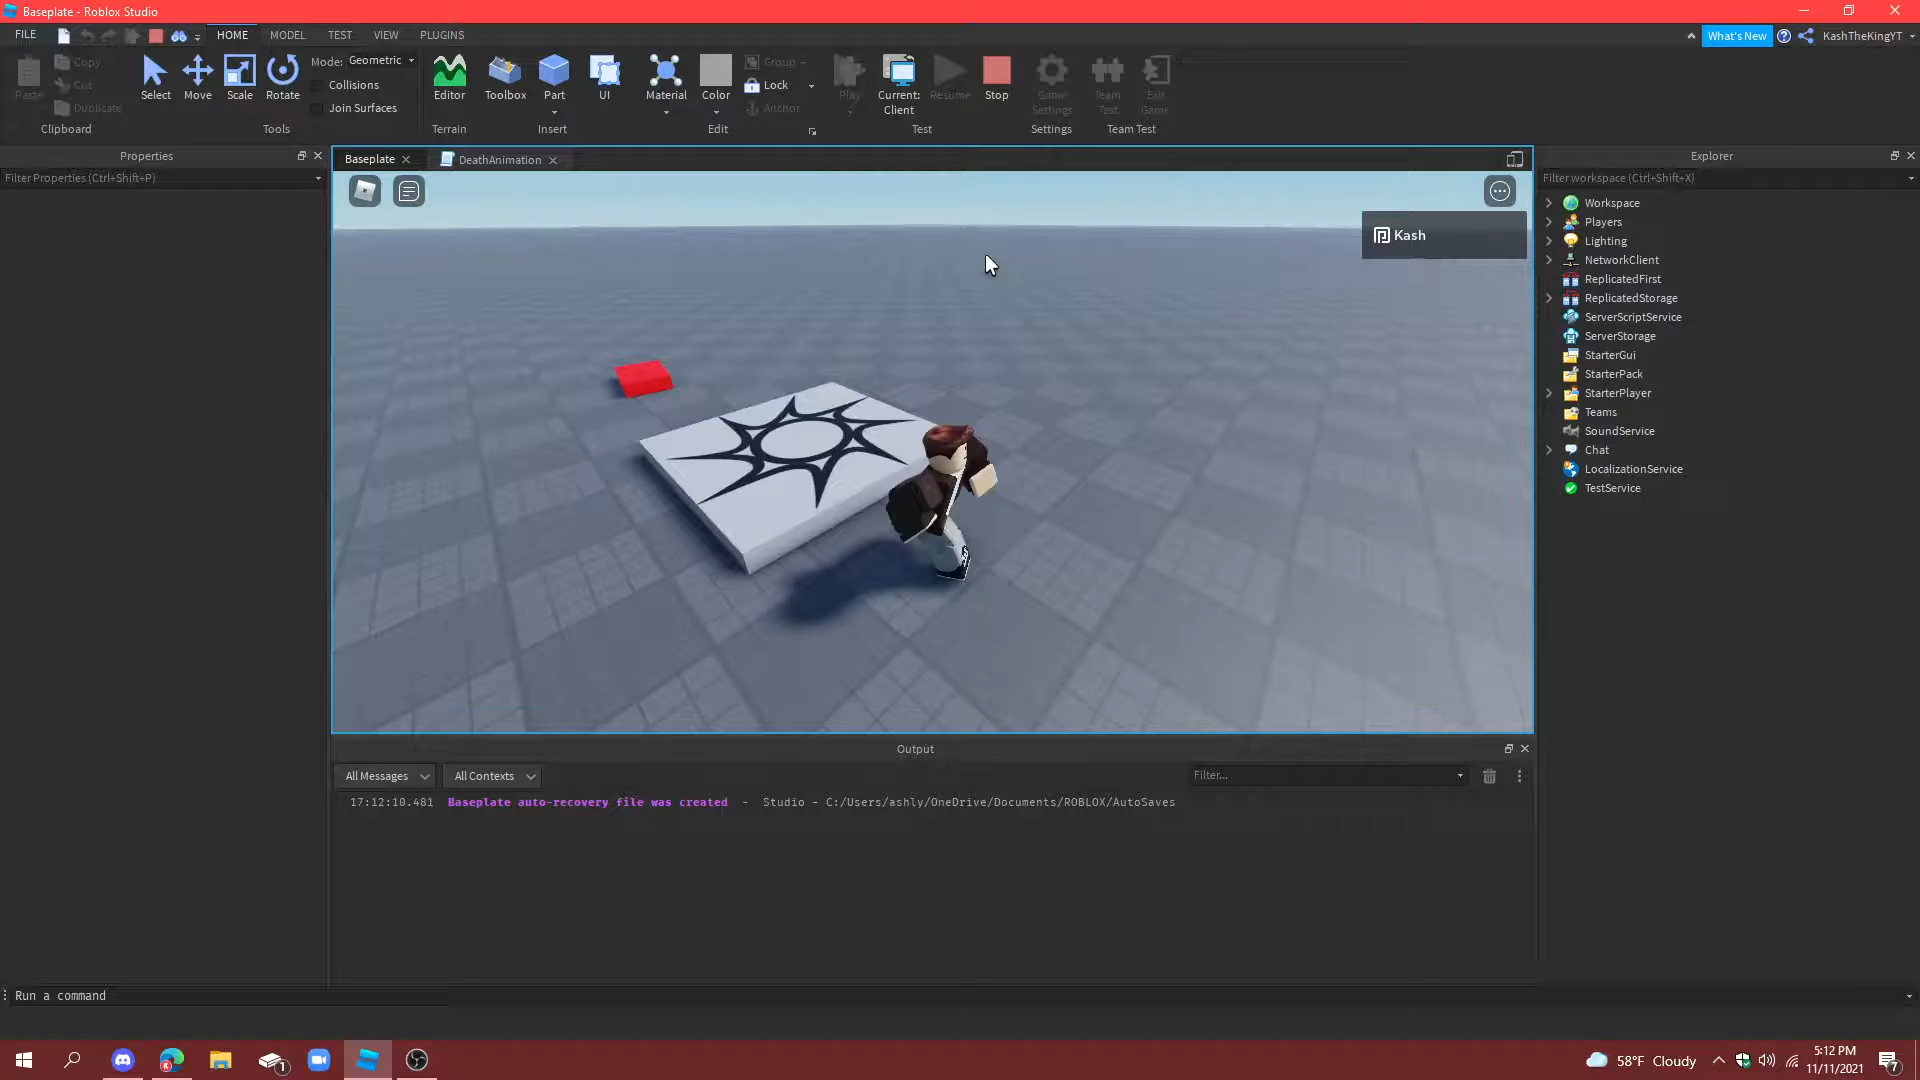 Baseplate - Roblox Studio
FILE HOME MODEL TEST VIEW PLUGINS What's New KashTheKingYT
Paste Copy Cut Duplicate
Clipboard
Select Move Scale Rotate
Mode: Geometric
Collisions
Join Surfaces
Tools
Editor
Terrain
Toolbox Part UI
Insert
Material Color Group Lock Anchor
Edit
Play Current: Client Resume Stop
Test
Game Settings
Settings
Team Test Exit Game
Team Test
Properties
Filter Properties (Ctrl+Shift+P)
Baseplate DeathAnimation
Kash
Explorer
Filter workspace (Ctrl+Shift+X)
Workspace
Players
Lighting
NetworkClient
ReplicatedFirst
ReplicatedStorage
ServerScriptService
ServerStorage
StarterGui
StarterPack
StarterPlayer
Teams
SoundService
Chat
LocalizationService
TestService
Output
All Messages All Contexts Filter...
17:12:10.481 Baseplate auto-recovery file was created - Studio - C:/Users/ashly/OneDrive/Documents/ROBLOX/AutoSaves
Run a command
1
58°F Cloudy
5:12 PM
11/11/2021
7